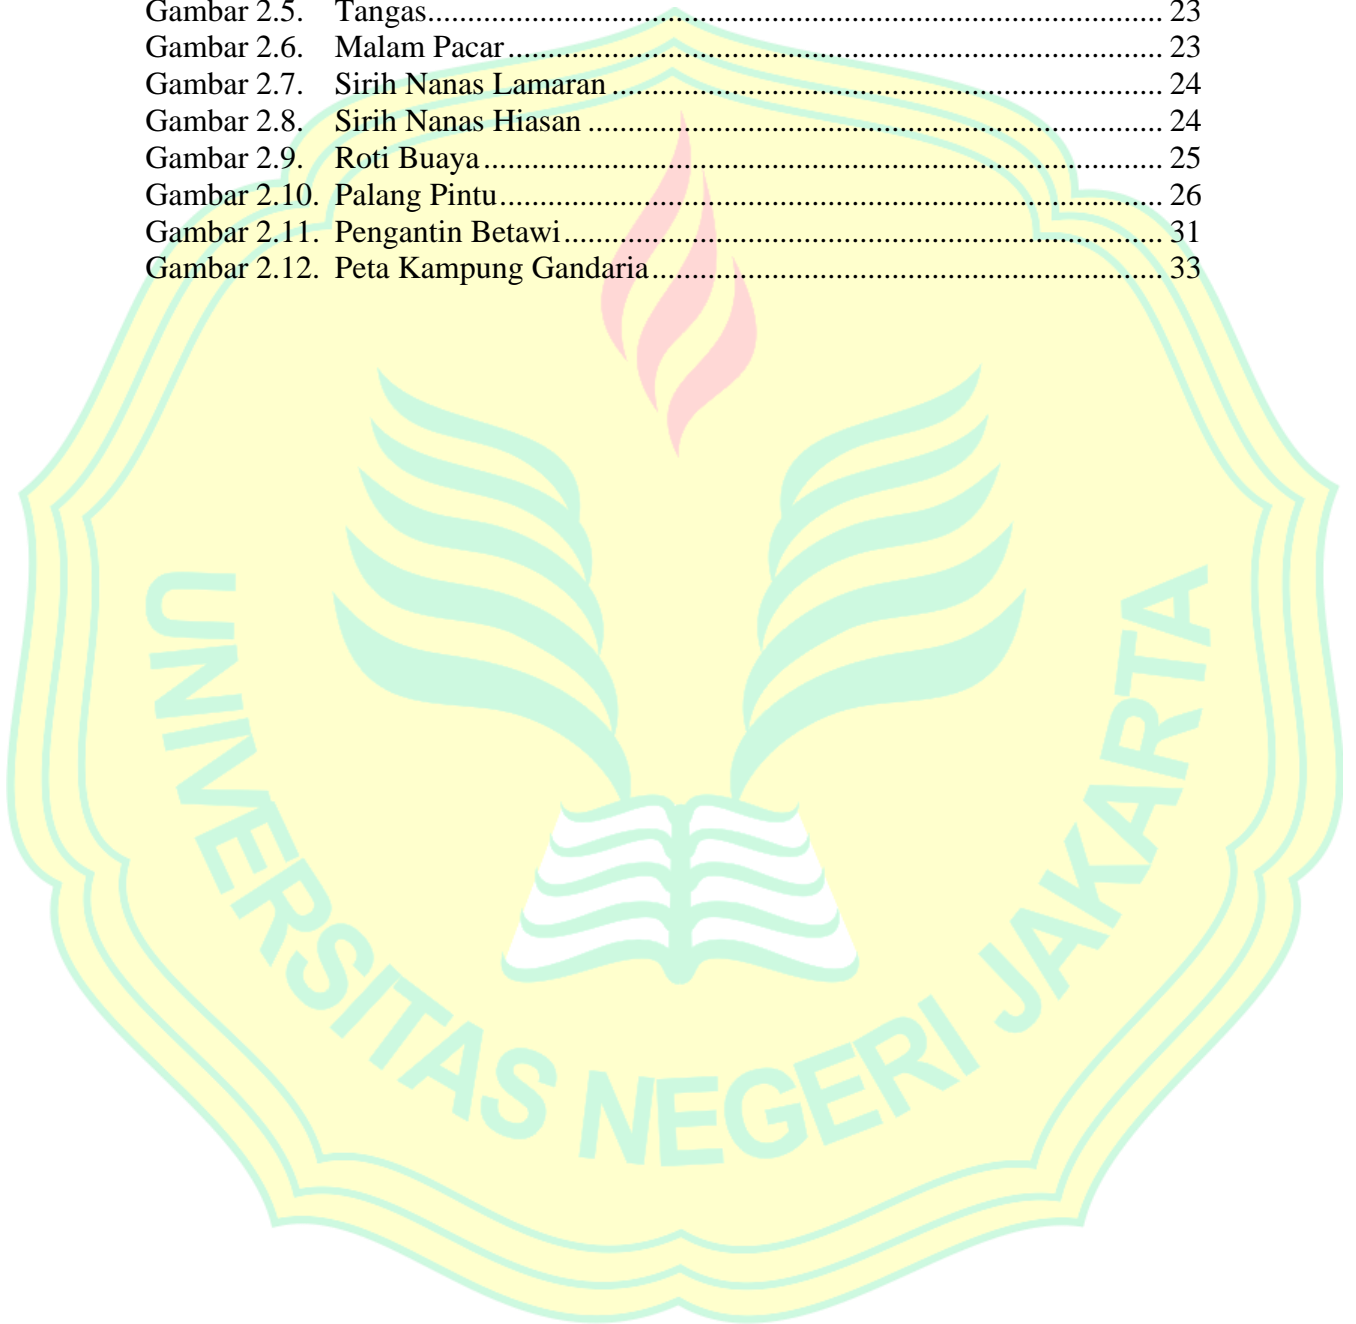 Gambar 2.5. Tangas........................................................................................... 23
Gambar 2.6. Malam Pacar ................................................................................. 23
Gambar 2.7. Sirih Nanas Lamaran .................................................................... 24
Gambar 2.8. Sirih Nanas Hiasan ....................................................................... 24
Gambar 2.9. Roti Buaya .................................................................................... 25
Gambar 2.10. Palang Pintu.................................................................................. 26
Gambar 2.11. Pengantin Betawi.......................................................................... 31
Gambar 2.12. Peta Kampung Gandaria............................................................... 33
UNIVERSITAS NEGERI JAKARTA